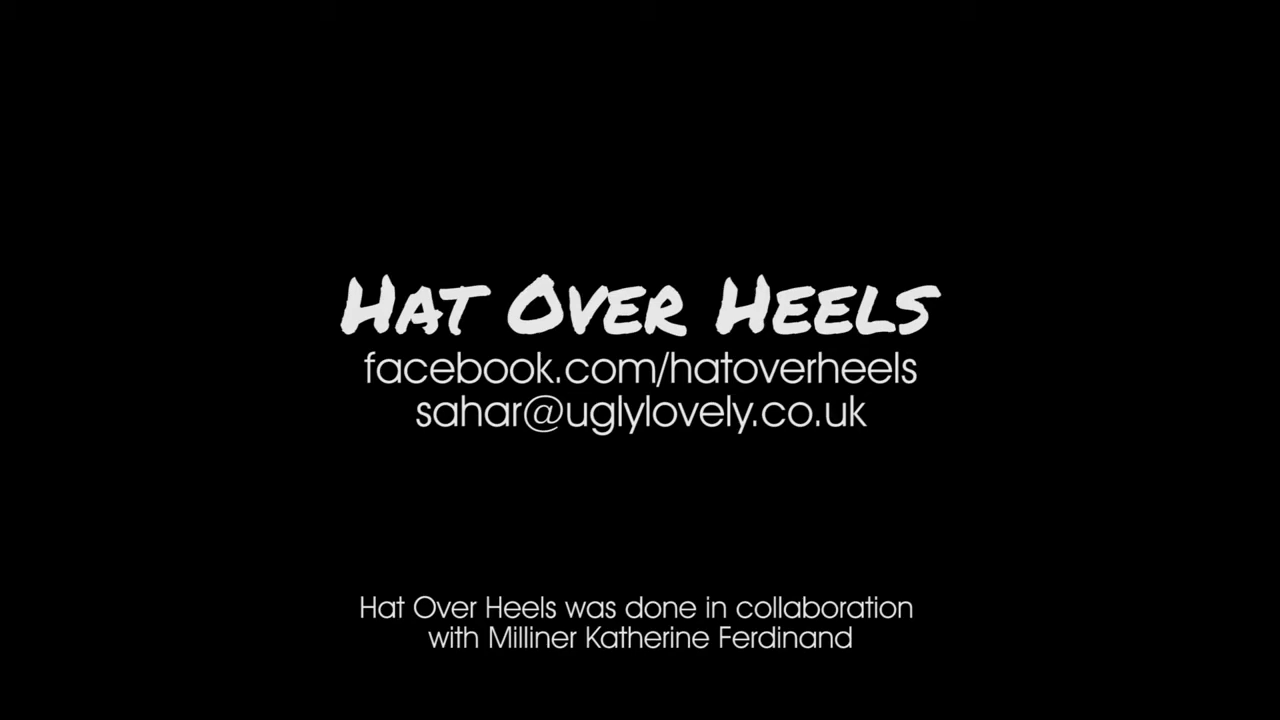 Hat Over Heels
facebook.com/hatoverheels
sahar@uglylovely.co.uk
Hat Over Heels was done in collaboration
with Milliner Katherine Ferdinand